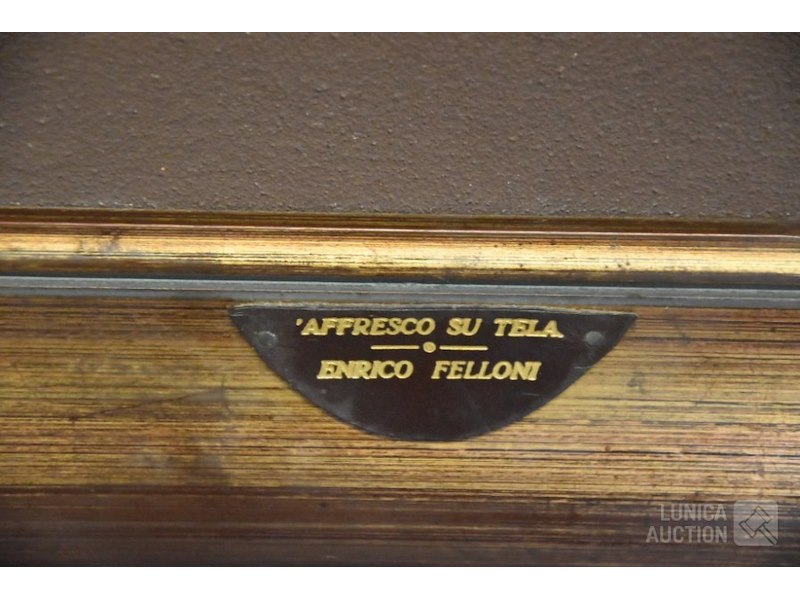 'AFFRESCO SU TELA.
ENRICO FELLONI
LUNICA
AUCTION